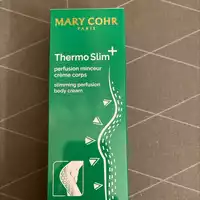 MARY COHR
PARIS
Thermo Slim+
perfusion minceur
crème corps
slimming perfusion
body cream